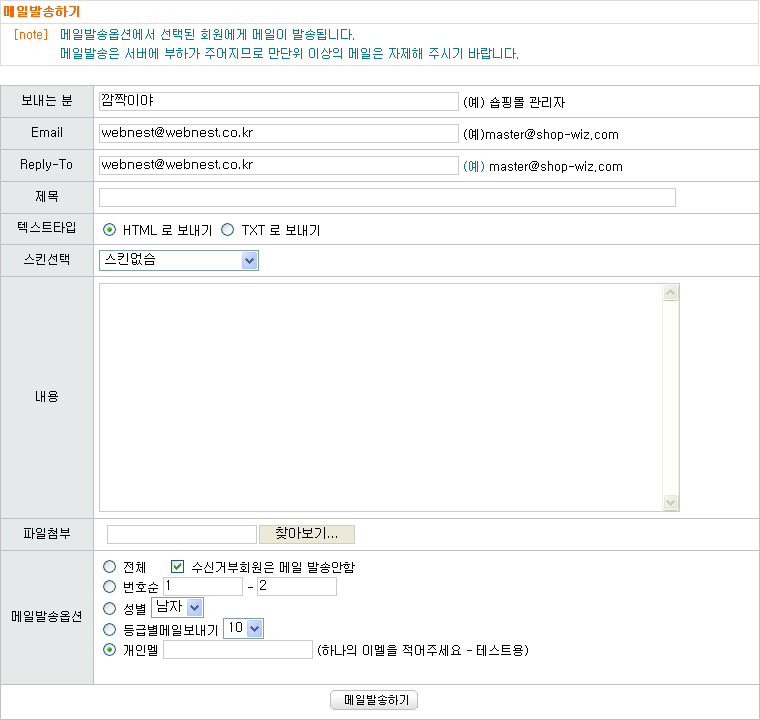 메일발송하기
[note] 메일발송옵션에서 선택된 회원에게 메일이 발송됩니다.
메일발송은 서버에 부하가 주어지므로 만단위 이상의 메일은 자제해 주시기 바랍니다.
보내는 분 깜짝이야 (예) 숍핑몰 관리자
Email webnest@webnest.co.kr (예)master@shop-wiz.com
Reply-To webnest@webnest.co.kr (예) master@shop-wiz.com
제목
텍스트타입 HTML 로 보내기 TXT 로 보내기
스킨선택 스킨없슴
내용
파일첨부 찾아보기...
메일발송옵션
전체 수신거부회원은 메일 발송안함
번호순 1 - 2
성별 남자
등급별메일보내기 10
개인멜 (하나의 이멜을 적어주세요 - 테스트용)
메일발송하기